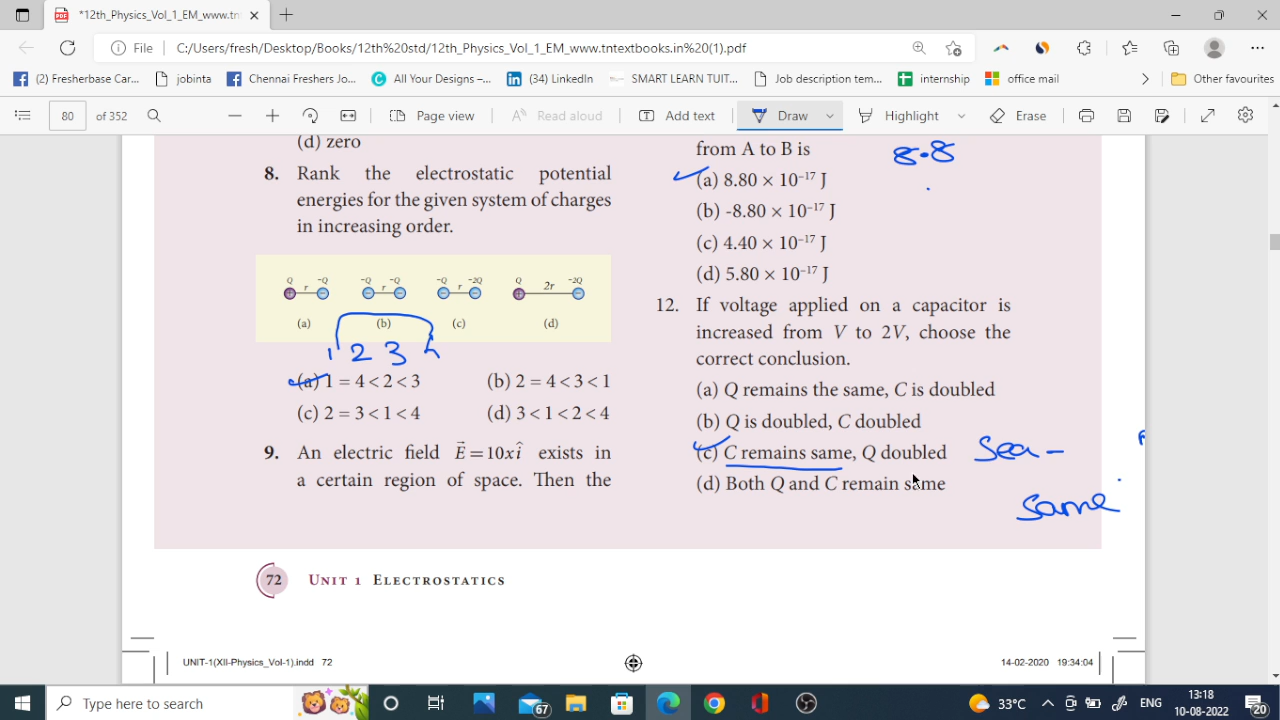 *12th_Physics_Vol_1_EM_www.tn
File C:/Users/fresh/Desktop/Books/12th%20std/12th_Physics_Vol_1_EM_www.tntextbooks.in%20(1).pdf
(2) Fresherbase Car...
jobinta
Chennai Freshers Jo...
All Your Designs –...
(34) LinkedIn
SMART LEARN TUIT...
Job description tem...
internship
office mail
Other favourites
80 of 352
Page view
Read aloud
Add text
Draw
Highlight
Erase
(d) zero
8. Rank the electrostatic potential
energies for the given system of charges
in increasing order.
Q r -Q
-Q r -Q
-Q r -2Q
Q 2r -2Q
(a) (b) (c) (d)
1 2 3 4
(a) 1 = 4 < 2 < 3 (b) 2 = 4 < 3 < 1
(c) 2 = 3 < 1 < 4 (d) 3 < 1 < 2 < 4
9. An electric field E⃗ = 10x î exists in
a certain region of space. Then the
from A to B is
8.8
(a) 8.80 × 10⁻¹⁷ J
(b) -8.80 × 10⁻¹⁷ J
(c) 4.40 × 10⁻¹⁷ J
(d) 5.80 × 10⁻¹⁷ J
12. If voltage applied on a capacitor is
increased from V to 2V, choose the
correct conclusion.
(a) Q remains the same, C is doubled
(b) Q is doubled, C doubled
(c) C remains same, Q doubled
(d) Both Q and C remain same
same
72 UNIT 1 ELECTROSTATICS
UNIT-1(XII-Physics_Vol-1).indd 72
14-02-2020 19:34:04
Type here to search
67
33°C
ENG
13:18
10-08-2022
20